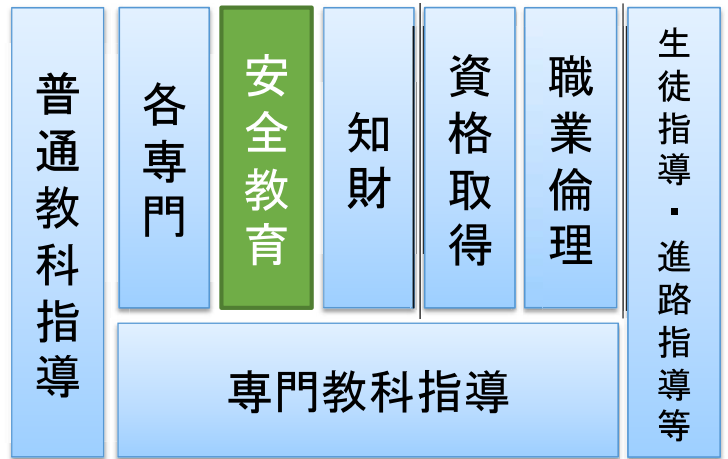 普通教科指導
各専門
安全教育
知財
資格取得
職業倫理
生徒指導・進路指導等
専門教科指導